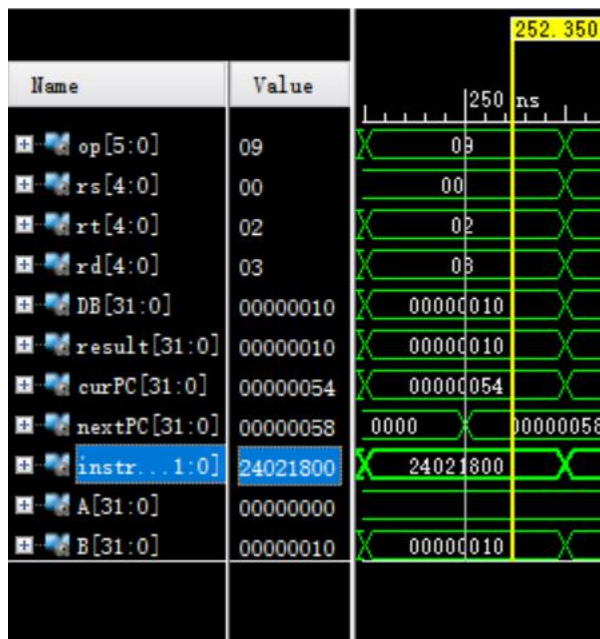 252.350
Name Value
250 ns
op[5:0] 09 09
rs[4:0] 00 00
rt[4:0] 02 02
rd[4:0] 03 03
DB[31:0] 00000010 00000010
result[31:0] 00000010 00000010
curPC[31:0] 00000054 00000054
nextPC[31:0] 00000058 0000 00000058
instr...1:0] 24021800 24021800
A[31:0] 00000000
B[31:0] 00000010 00000010